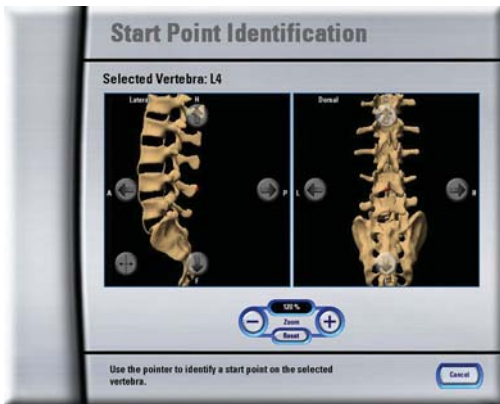 Start Point Identification
Selected Vertebra: L4
Lateral H
Dorsal
A P
L R
120 %
Zoom
Reset
Use the pointer to identify a start point on the selected
vertebra.
Cancel